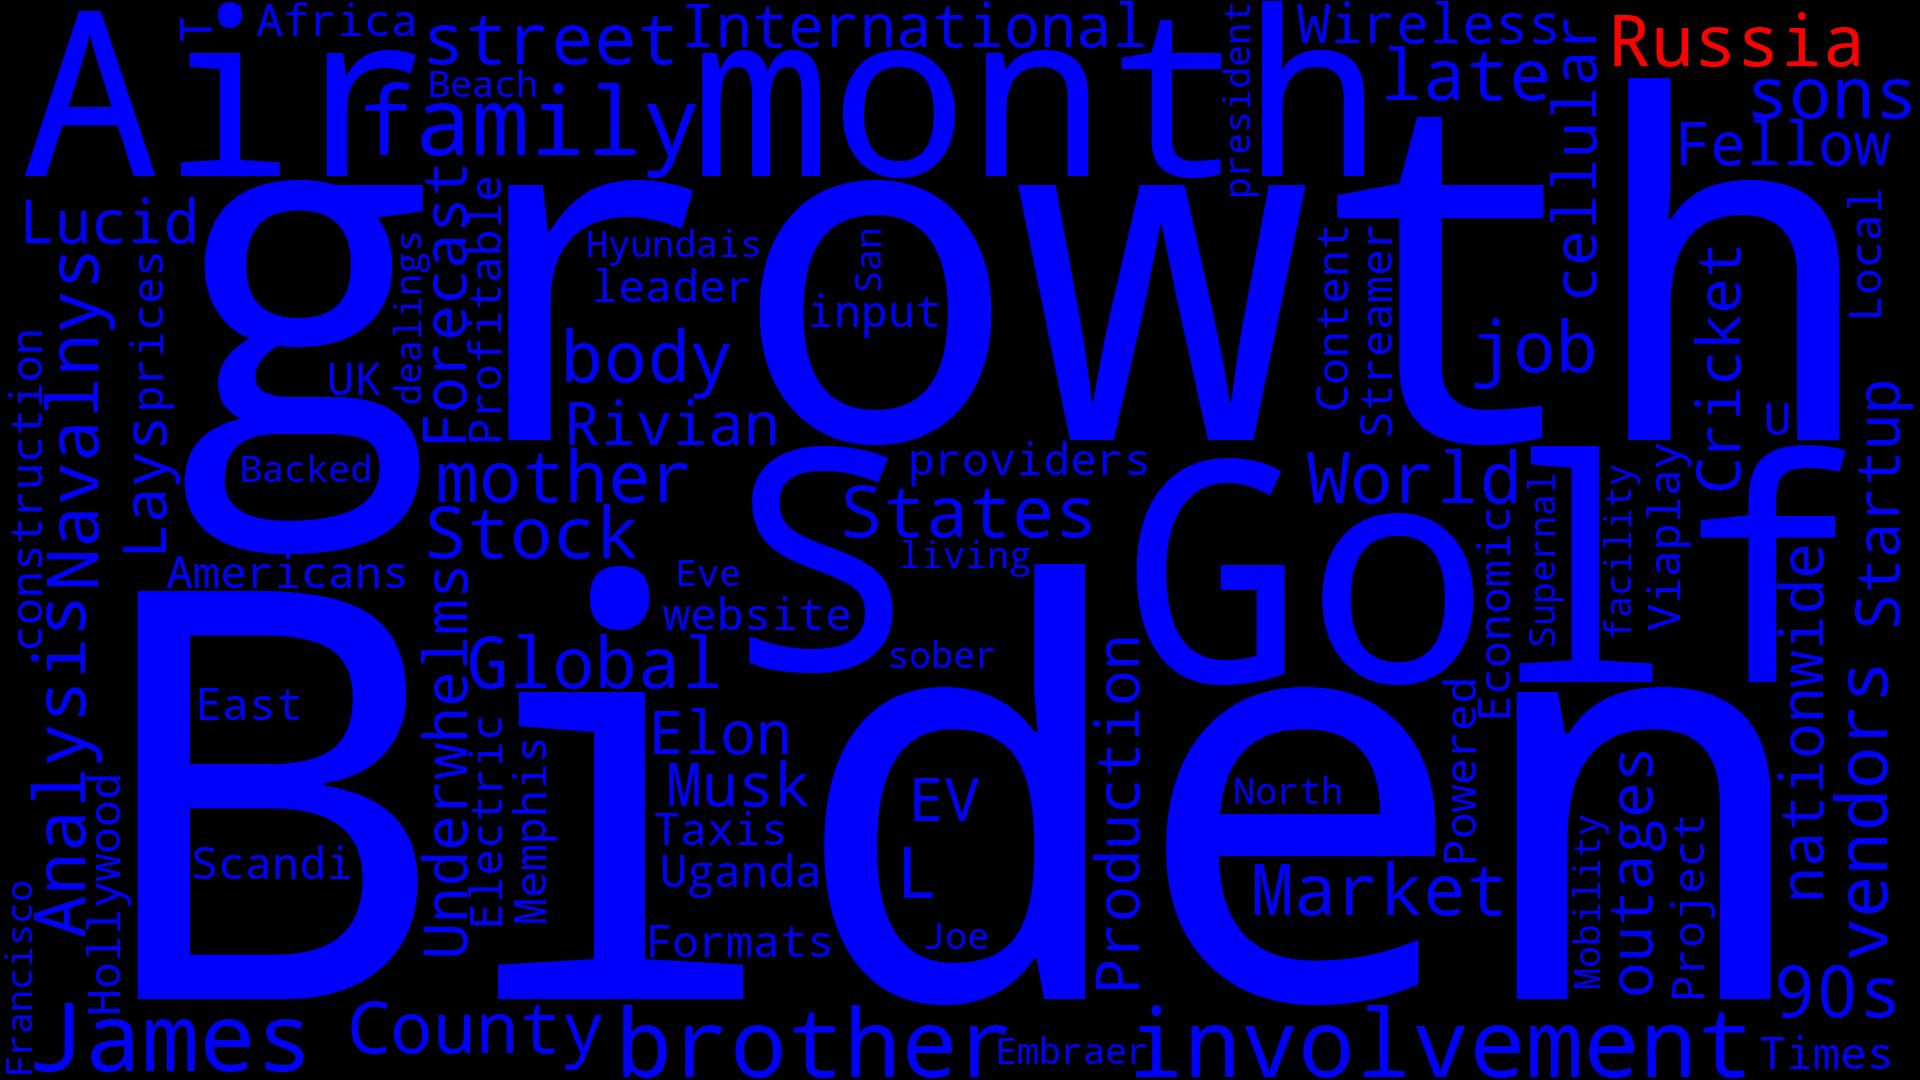 Air
T
Africa
street
International
president
Wireless
Russia
Beach
family
month
late
cellular
sons
Fellow
Lucid
growth
Forecast
Profitable
dealings
Hyundais
leader
San
input
Content
Streamer
job
Cricket
Local
Navalnys
prices
Lays
construction
UK
body
Rivian
U
Startup
Backed
mother
Stock
S
providers
States
living
Golf
World
Economic
Supernal
facility
Viaplay
nationwide
Americans
Eve
website
sober
Analysis
Biden
Underwhelms
Global
East
Electric
Memphis
Elon
Musk
Taxis
Uganda
EV
L
Production
North
Powered
Market
outages
Mobility
Project
vendors
Scandi
Hollywood
Francisco
Formats
Joe
90s
James
County
brother
Embraer
involvement
Times